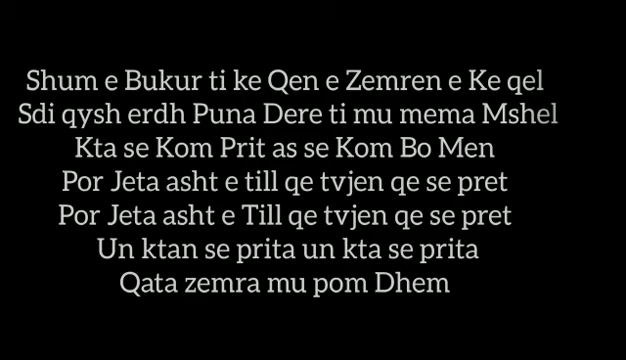 Shum e Bukur ti ke Qen e Zemren e Ke qel
Sdi qysh erdh Puna Dere ti mu mema Mshel
Kta se Kom Prit as se Kom Bo Men
Por Jeta asht e till qe tvjen qe se pret
Por Jeta asht e Till qe tvjen qe se pret
Un ktan se prita un kta se prita
Qata zemra mu pom Dhem